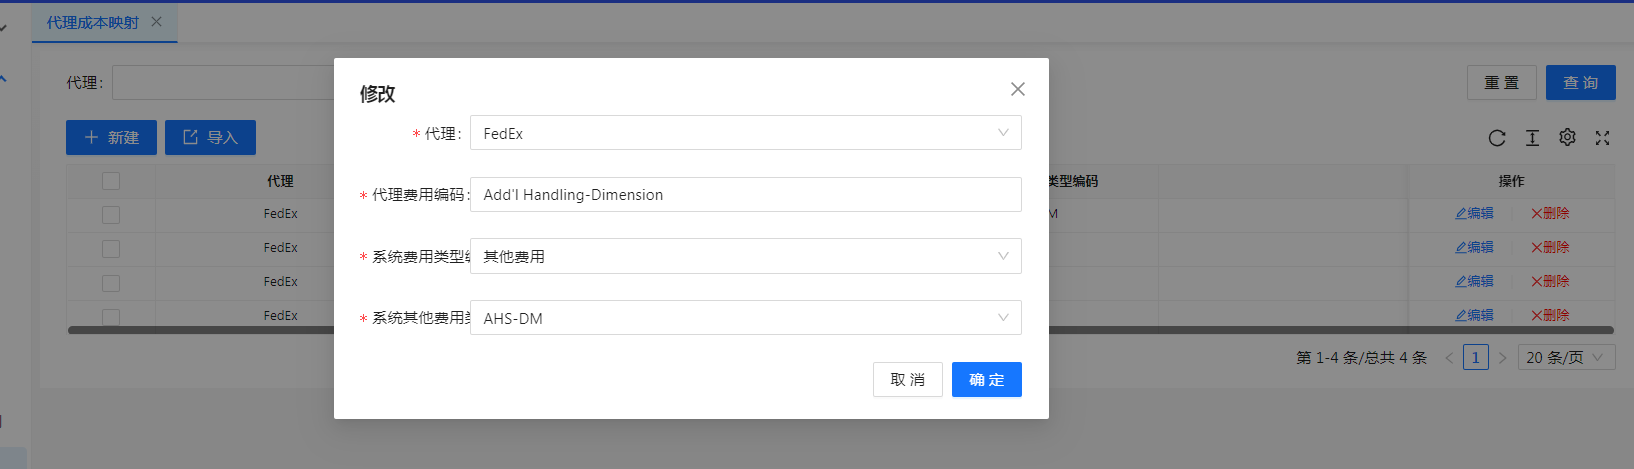 代理成本映射
代理:
重 置
查 询
新建
导入
代理
类型编码
操作
FedEx
M
编辑
删除
FedEx
编辑
删除
FedEx
编辑
删除
FedEx
编辑
删除
第 1-4 条/总共 4 条
1
20 条/页
修改
* 代理:
FedEx
* 代理费用编码:
Add'l Handling-Dimension
* 系统费用类型编
其他费用
* 系统其他费用类
AHS-DM
取 消
确 定